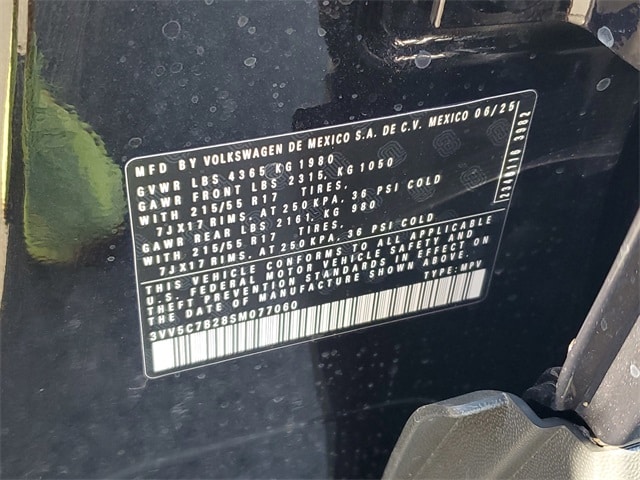 MFD BY VOLKSWAGEN DE MEXICO S.A. DE C.V. MEXICO 06/25
GVWR LBS 4365 KG 1980
GAWR FRONT LBS 2315, KG 1050
WITH 215/55 R17 TIRES,
7JX17 RIMS, AT 250 KPA, 36 PSI COLD
GAWR REAR LBS 2161, KG 980
WITH 215/55 R17 TIRES,
7JX17 RIMS, AT 250 KPA, 36 PSI COLD
THIS VEHICLE CONFORMS TO ALL APPLICABLE
U.S. FEDERAL MOTOR VEHICLE SAFETY AND
THEFT PREVENTION STANDARDS IN EFFECT ON
THE DATE OF MANUFACTURE SHOWN ABOVE.
3VV5C7B28SM077060 TYPE: MPV